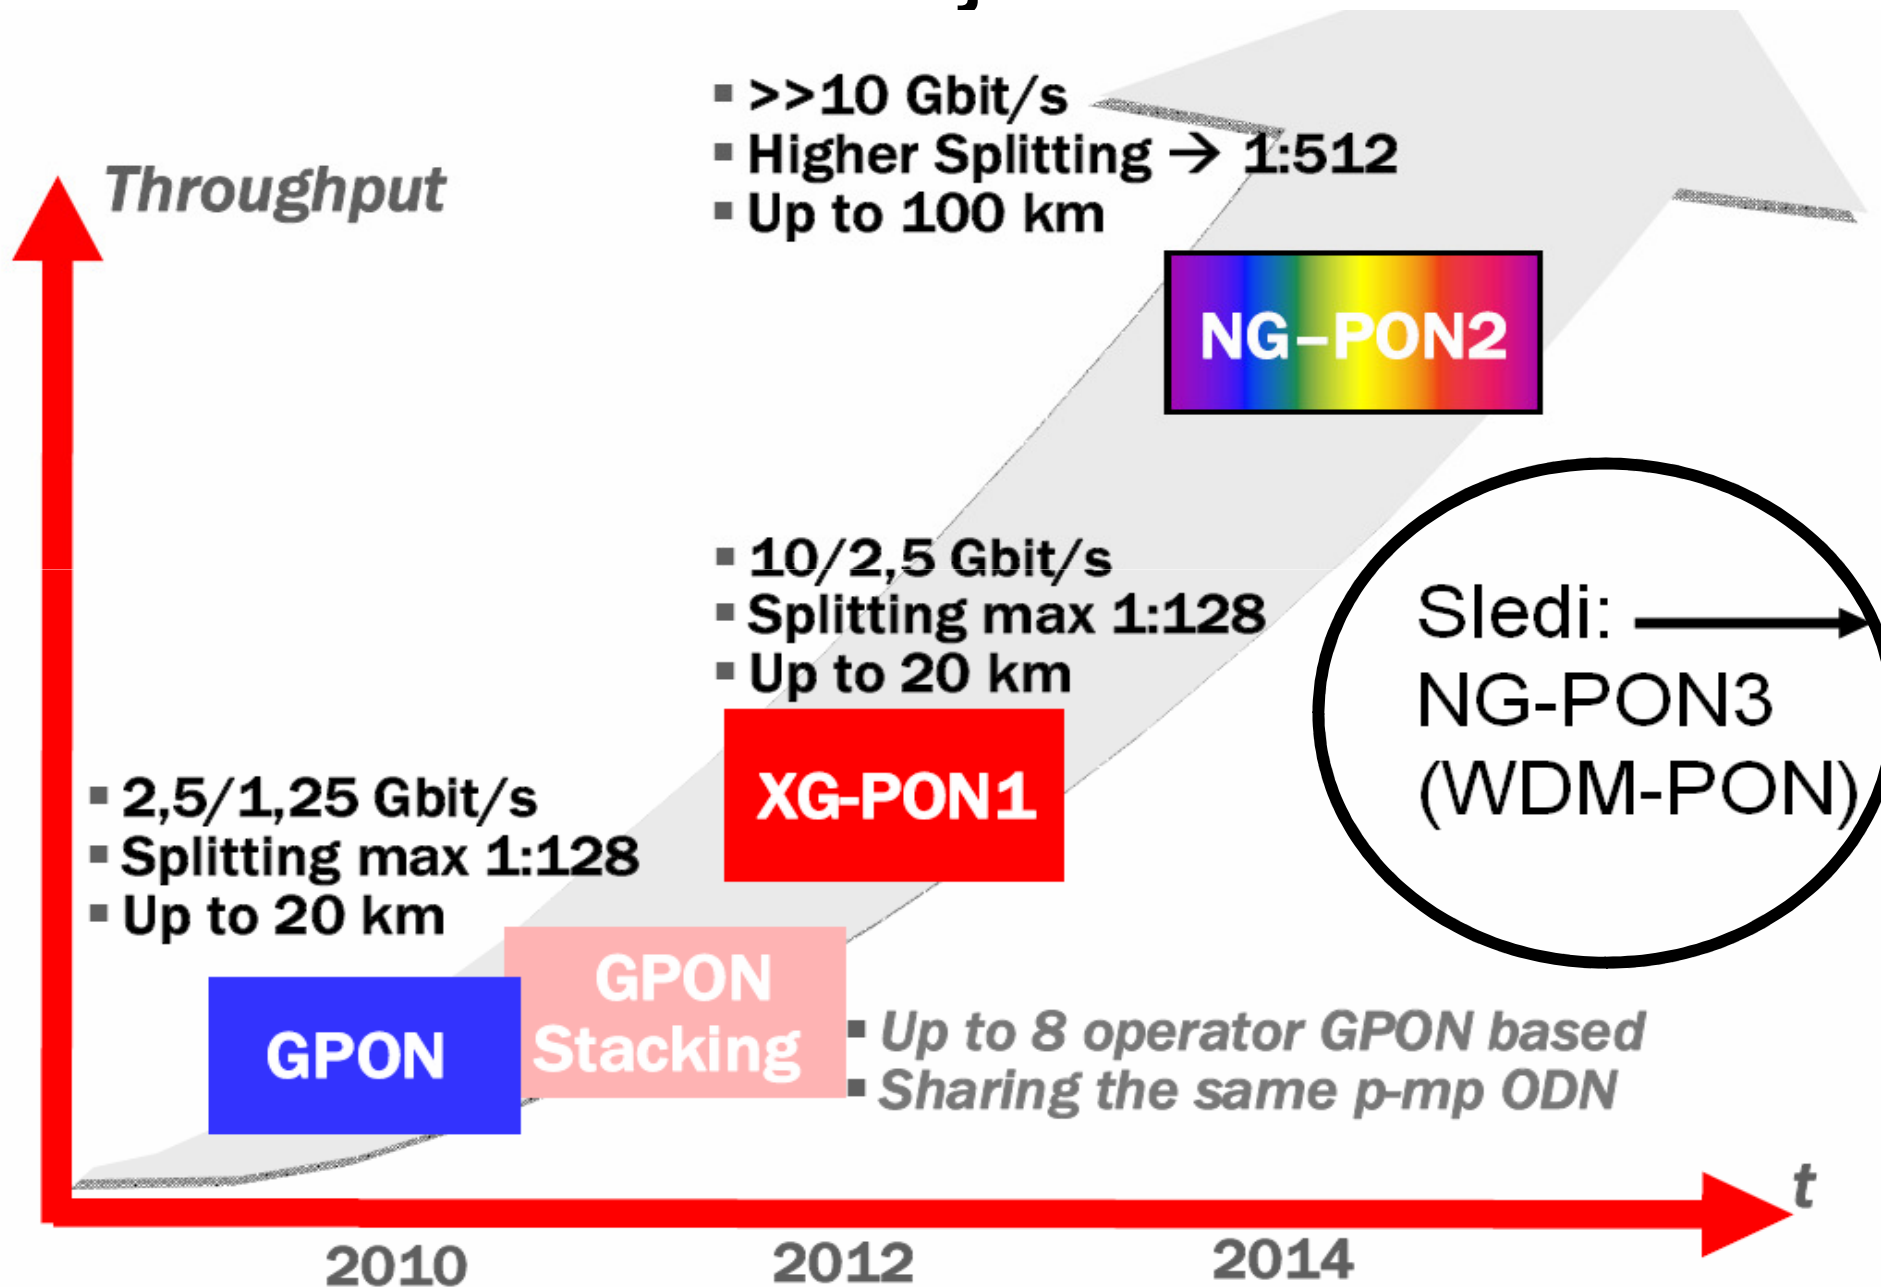 >>10 Gbit/s
Higher Splitting → 1:512
Up to 100 km
Throughput
NG-PON2
10/2,5 Gbit/s
Splitting max 1:128
Up to 20 km
XG-PON1
Sledi:
NG-PON3
(WDM-PON)
2,5/1,25 Gbit/s
Splitting max 1:128
Up to 20 km
GPON
GPON
Stacking
Up to 8 operator GPON based
Sharing the same p-mp ODN
t
2010
2012
2014